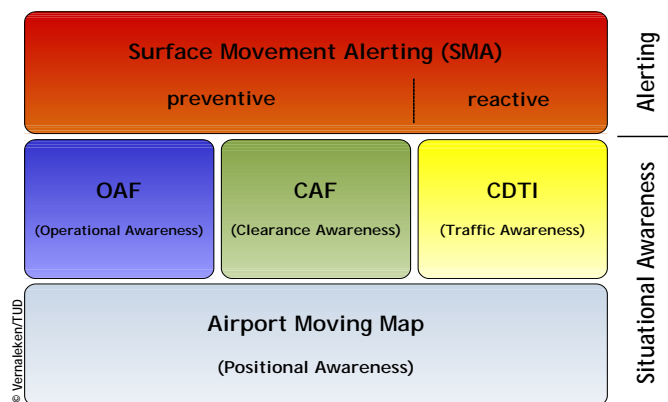 Surface Movement Alerting (SMA)
preventive
reactive
Alerting
OAF
(Operational Awareness)
CAF
(Clearance Awareness)
CDTI
(Traffic Awareness)
Situational Awareness
Airport Moving Map
(Positional Awareness)
© Vernaleken/TUD